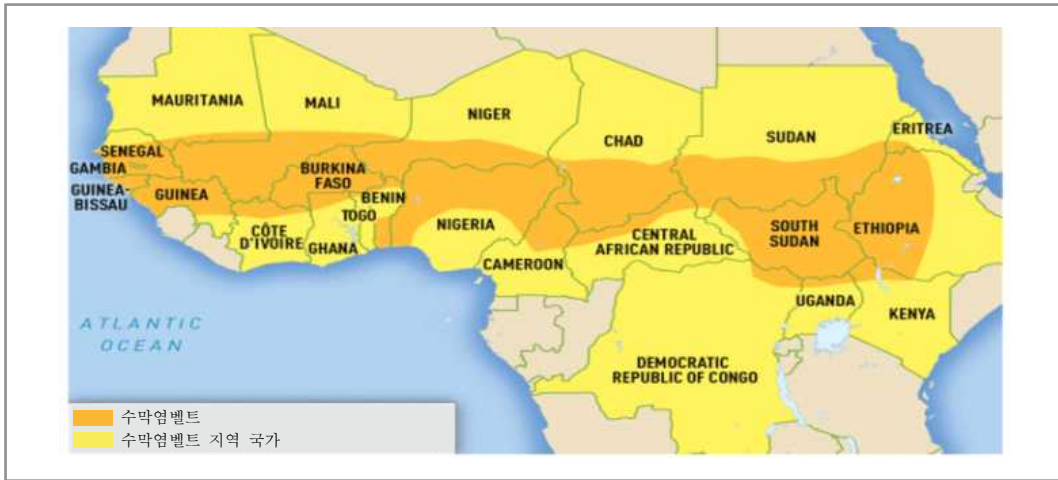 MAURITANIA
MALI
NIGER
CHAD
SUDAN
ERITREA
SENEGAL
GAMBIA
GUINEA-
BISSAU
GUINEA
BURKINA
FASO
BENIN
TOGO
CÔTE
D'IVOIRE
GHANA
NIGERIA
CAMEROON
CENTRAL
AFRICAN REPUBLIC
SOUTH
SUDAN
ETHIOPIA
UGANDA
KENYA
DEMOCRATIC
REPUBLIC OF CONGO
ATLANTIC
OCEAN
수막염벨트
수막염벨트 지역 국가